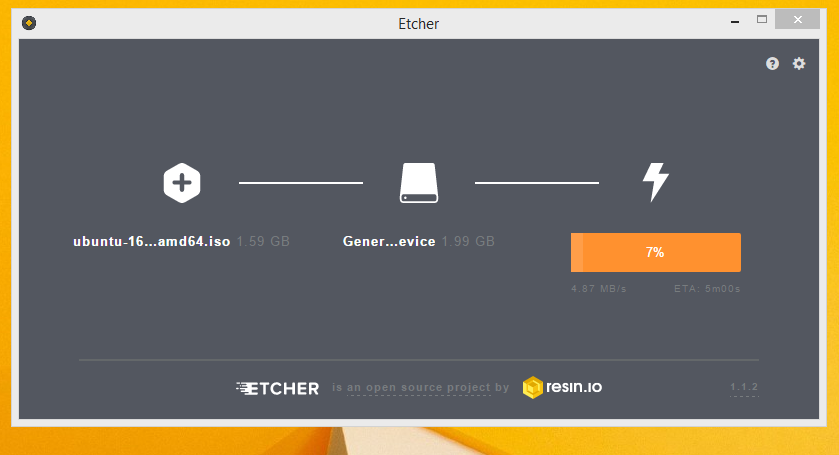 Etcher
ubuntu-16...amd64.iso 1.59 GB
Gener...evice 1.99 GB
7%
4.87 MB/s
ETA: 5m00s
ETCHER is an open source project by resin.io
1.1.2